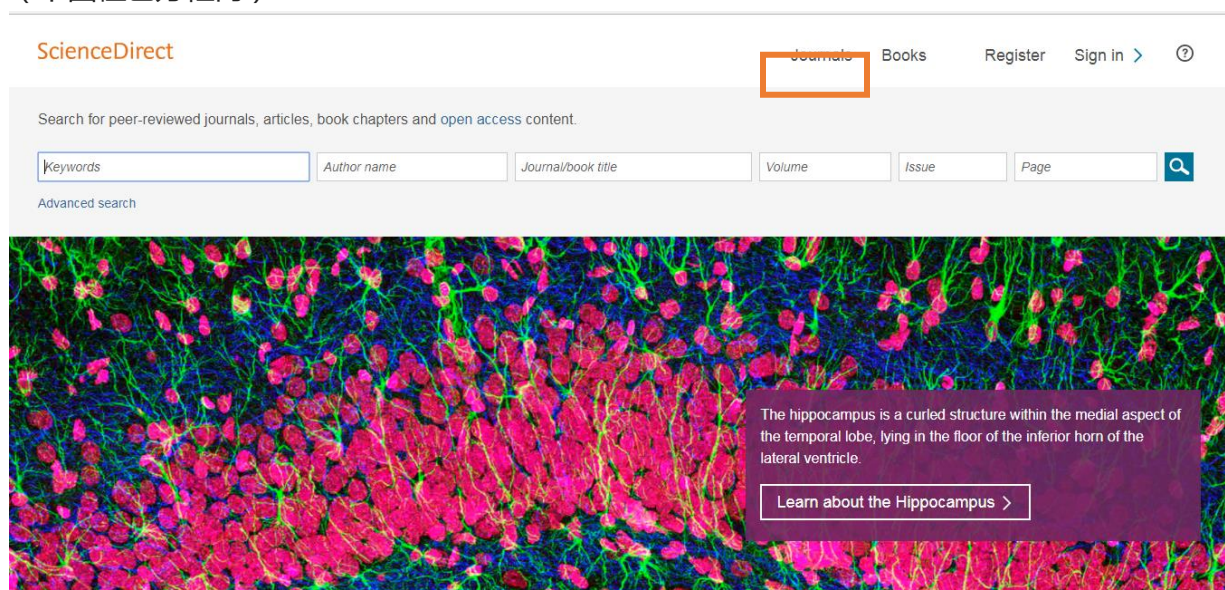 ScienceDirect
Journals Books Register Sign in > ?
Search for peer-reviewed journals, articles, book chapters and open access content.
Keywords Author name Journal/book title Volume Issue Page
Advanced search
The hippocampus is a curled structure within the medial aspect of
the temporal lobe, lying in the floor of the inferior horn of the
lateral ventricle.
Learn about the Hippocampus >